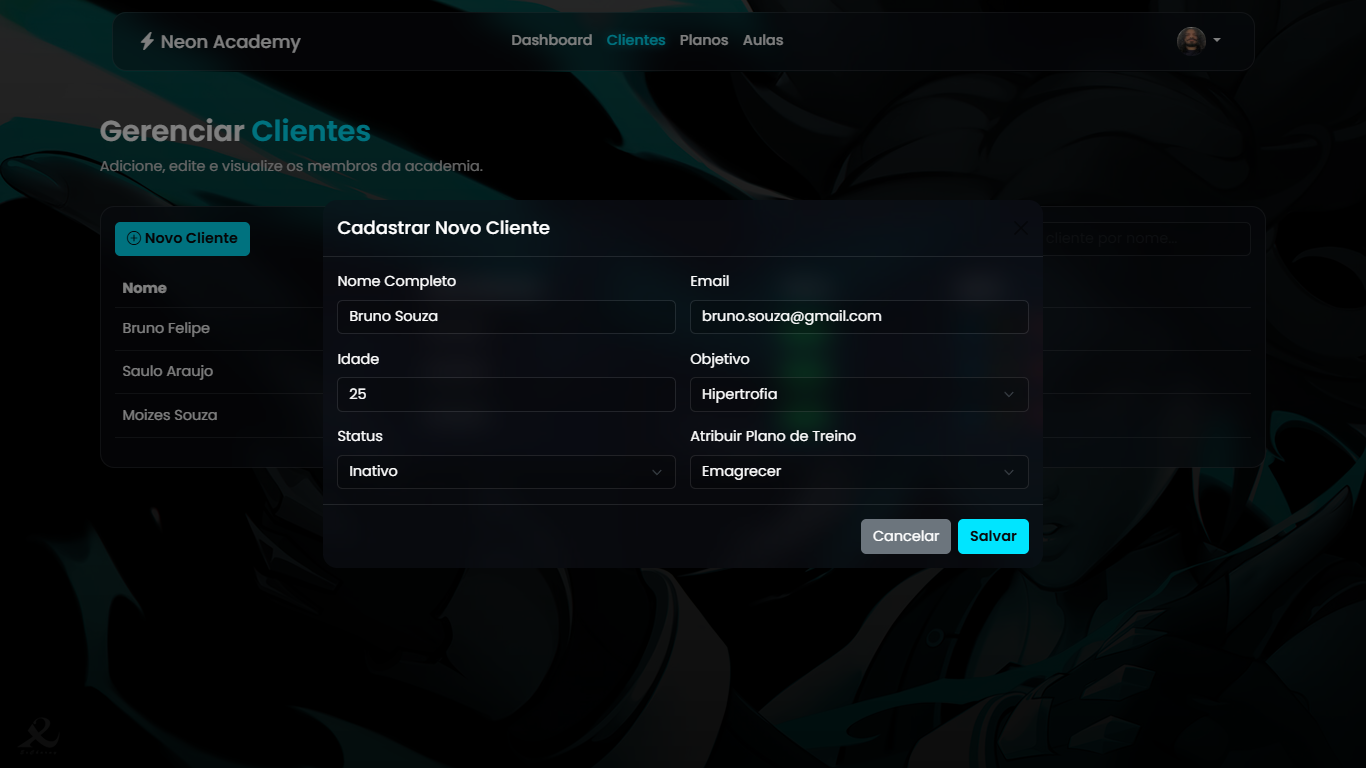 Neon Academy
Dashboard Clientes Planos Aulas
Gerenciar Clientes
Adicione, edite e visualize os membros da academia.
Novo Cliente
cliente por nome...
Nome
Bruno Felipe
Saulo Araujo
Moizes Souza
Cadastrar Novo Cliente
Nome Completo
Bruno Souza
Email
bruno.souza@gmail.com
Idade
25
Objetivo
Hipertrofia
Status
Inativo
Atribuir Plano de Treino
Emagrecer
Cancelar
Salvar